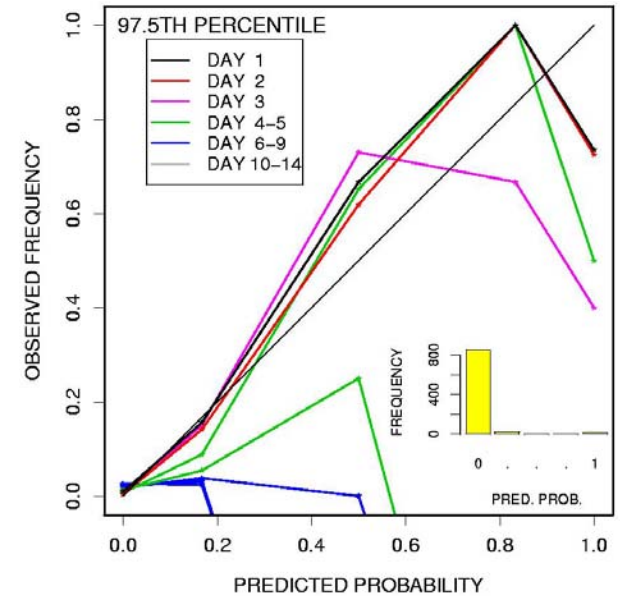 97.5TH PERCENTILE
DAY 1
DAY 2
DAY 3
DAY 4-5
DAY 6-9
DAY 10-14
OBSERVED FREQUENCY
1.0
0.8
0.6
0.4
0.2
0.0
0.0 0.2 0.4 0.6 0.8 1.0
PREDICTED PROBABILITY
FREQUENCY
800
400
0
0 . . . 1
PRED. PROB.